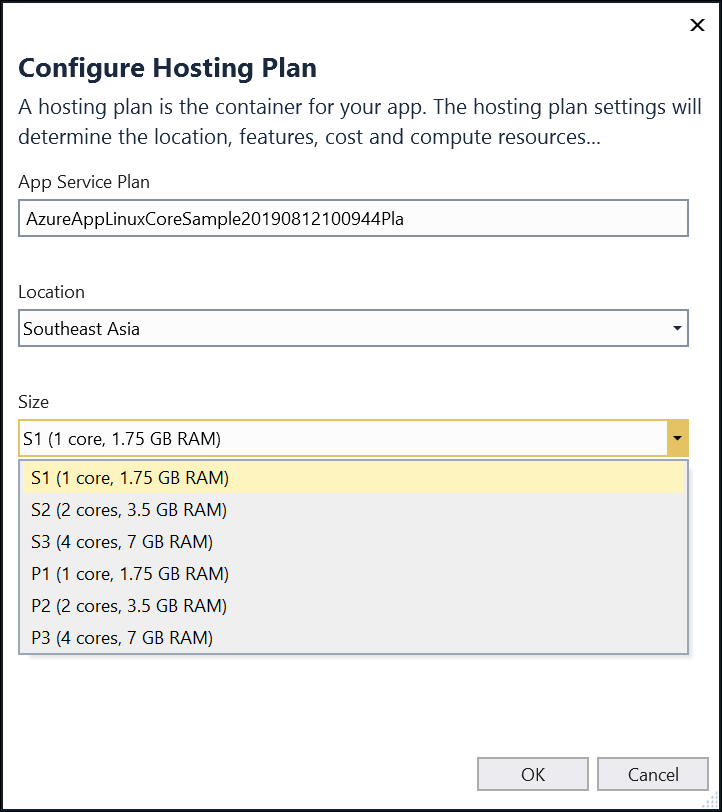 Configure Hosting Plan
A hosting plan is the container for your app. The hosting plan settings will
determine the location, features, cost and compute resources...
App Service Plan
AzureAppLinuxCoreSample20190812100944Pla
Location
Southeast Asia
Size
S1 (1 core, 1.75 GB RAM)
S1 (1 core, 1.75 GB RAM)
S2 (2 cores, 3.5 GB RAM)
S3 (4 cores, 7 GB RAM)
P1 (1 core, 1.75 GB RAM)
P2 (2 cores, 3.5 GB RAM)
P3 (4 cores, 7 GB RAM)
OK Cancel